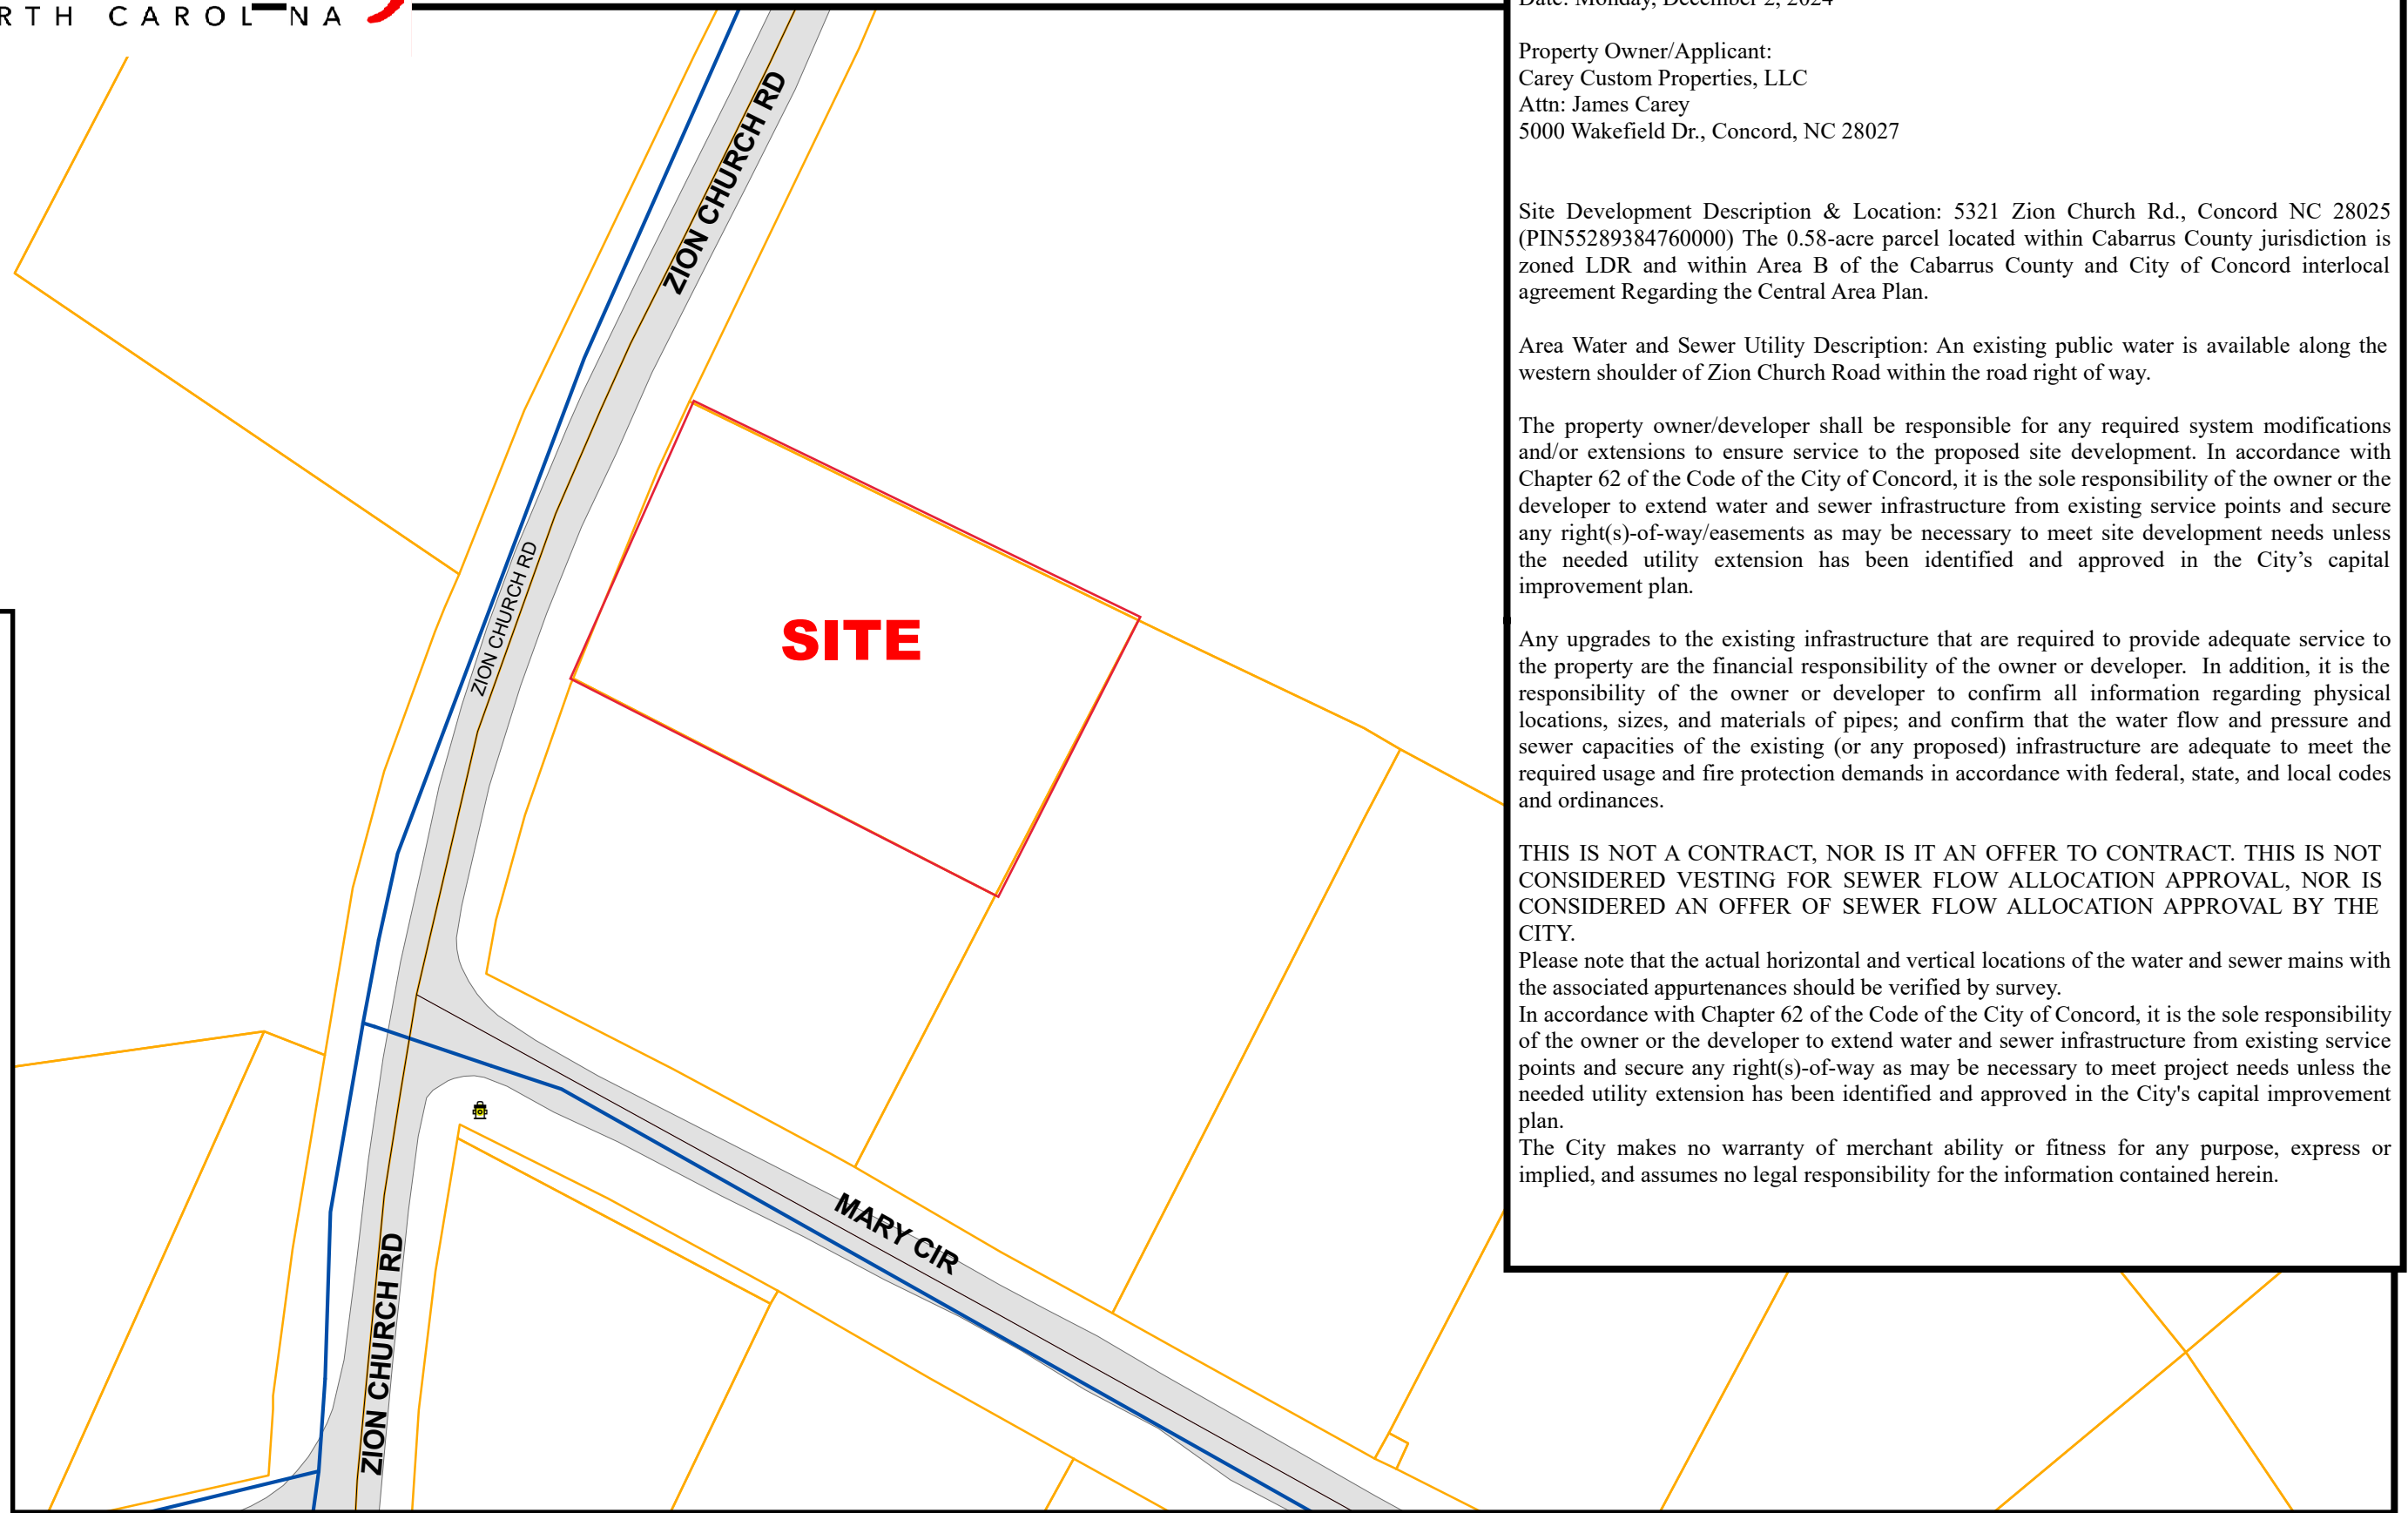 RTH CAROL NA
ZION CHURCH RD
ZION CHURCH RD
SITE
MARY CIR
ZION CHURCH RD
Date: Monday, December 2, 2024
Property Owner/Applicant:
Carey Custom Properties, LLC
Attn: James Carey
5000 Wakefield Dr., Concord, NC 28027
Site Development Description & Location: 5321 Zion Church Rd., Concord NC 28025
(PIN55289384760000) The 0.58-acre parcel located within Cabarrus County jurisdiction is
zoned LDR and within Area B of the Cabarrus County and City of Concord interlocal
agreement Regarding the Central Area Plan.
Area Water and Sewer Utility Description: An existing public water is available along the
western shoulder of Zion Church Road within the road right of way.
The property owner/developer shall be responsible for any required system modifications
and/or extensions to ensure service to the proposed site development. In accordance with
Chapter 62 of the Code of the City of Concord, it is the sole responsibility of the owner or the
developer to extend water and sewer infrastructure from existing service points and secure
any right(s)-of-way/easements as may be necessary to meet site development needs unless
the needed utility extension has been identified and approved in the City’s capital
improvement plan.
Any upgrades to the existing infrastructure that are required to provide adequate service to
the property are the financial responsibility of the owner or developer.  In addition, it is the
responsibility of the owner or developer to confirm all information regarding physical
locations, sizes, and materials of pipes; and confirm that the water flow and pressure and
sewer capacities of the existing (or any proposed) infrastructure are adequate to meet the
required usage and fire protection demands in accordance with federal, state, and local codes
and ordinances.
THIS IS NOT A CONTRACT, NOR IS IT AN OFFER TO CONTRACT. THIS IS NOT
CONSIDERED VESTING FOR SEWER FLOW ALLOCATION APPROVAL, NOR IS
CONSIDERED AN OFFER OF SEWER FLOW ALLOCATION APPROVAL BY THE
CITY.
Please note that the actual horizontal and vertical locations of the water and sewer mains with
the associated appurtenances should be verified by survey.
In accordance with Chapter 62 of the Code of the City of Concord, it is the sole responsibility
of the owner or the developer to extend water and sewer infrastructure from existing service
points and secure any right(s)-of-way as may be necessary to meet project needs unless the
needed utility extension has been identified and approved in the City's capital improvement
plan.
The City makes no warranty of merchant ability or fitness for any purpose, express or
implied, and assumes no legal responsibility for the information contained herein.